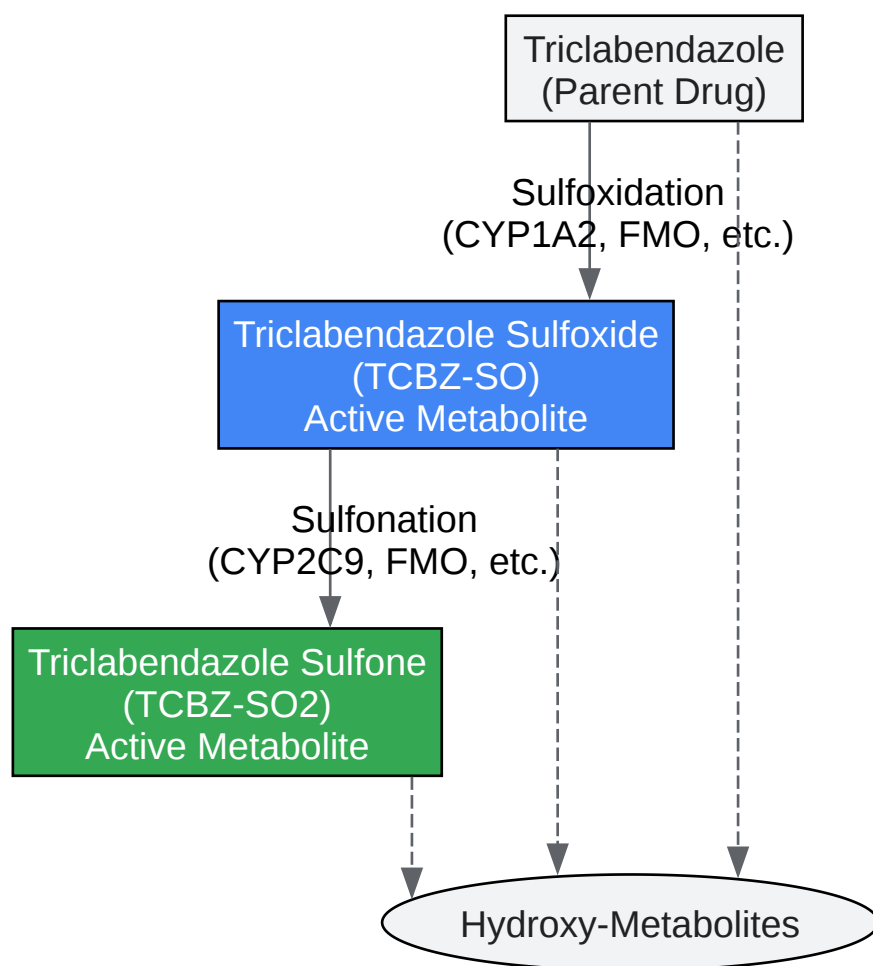 Triclabendazole
(Parent Drug)
Sulfoxidation
(CYP1A2, FMO, etc.)
Triclabendazole Sulfoxide
(TCBZ-SO)
Active Metabolite
Sulfonation
(CYP2C9, FMO, etc.)
Triclabendazole Sulfone
(TCBZ-SO2)
Active Metabolite
Hydroxy-Metabolites